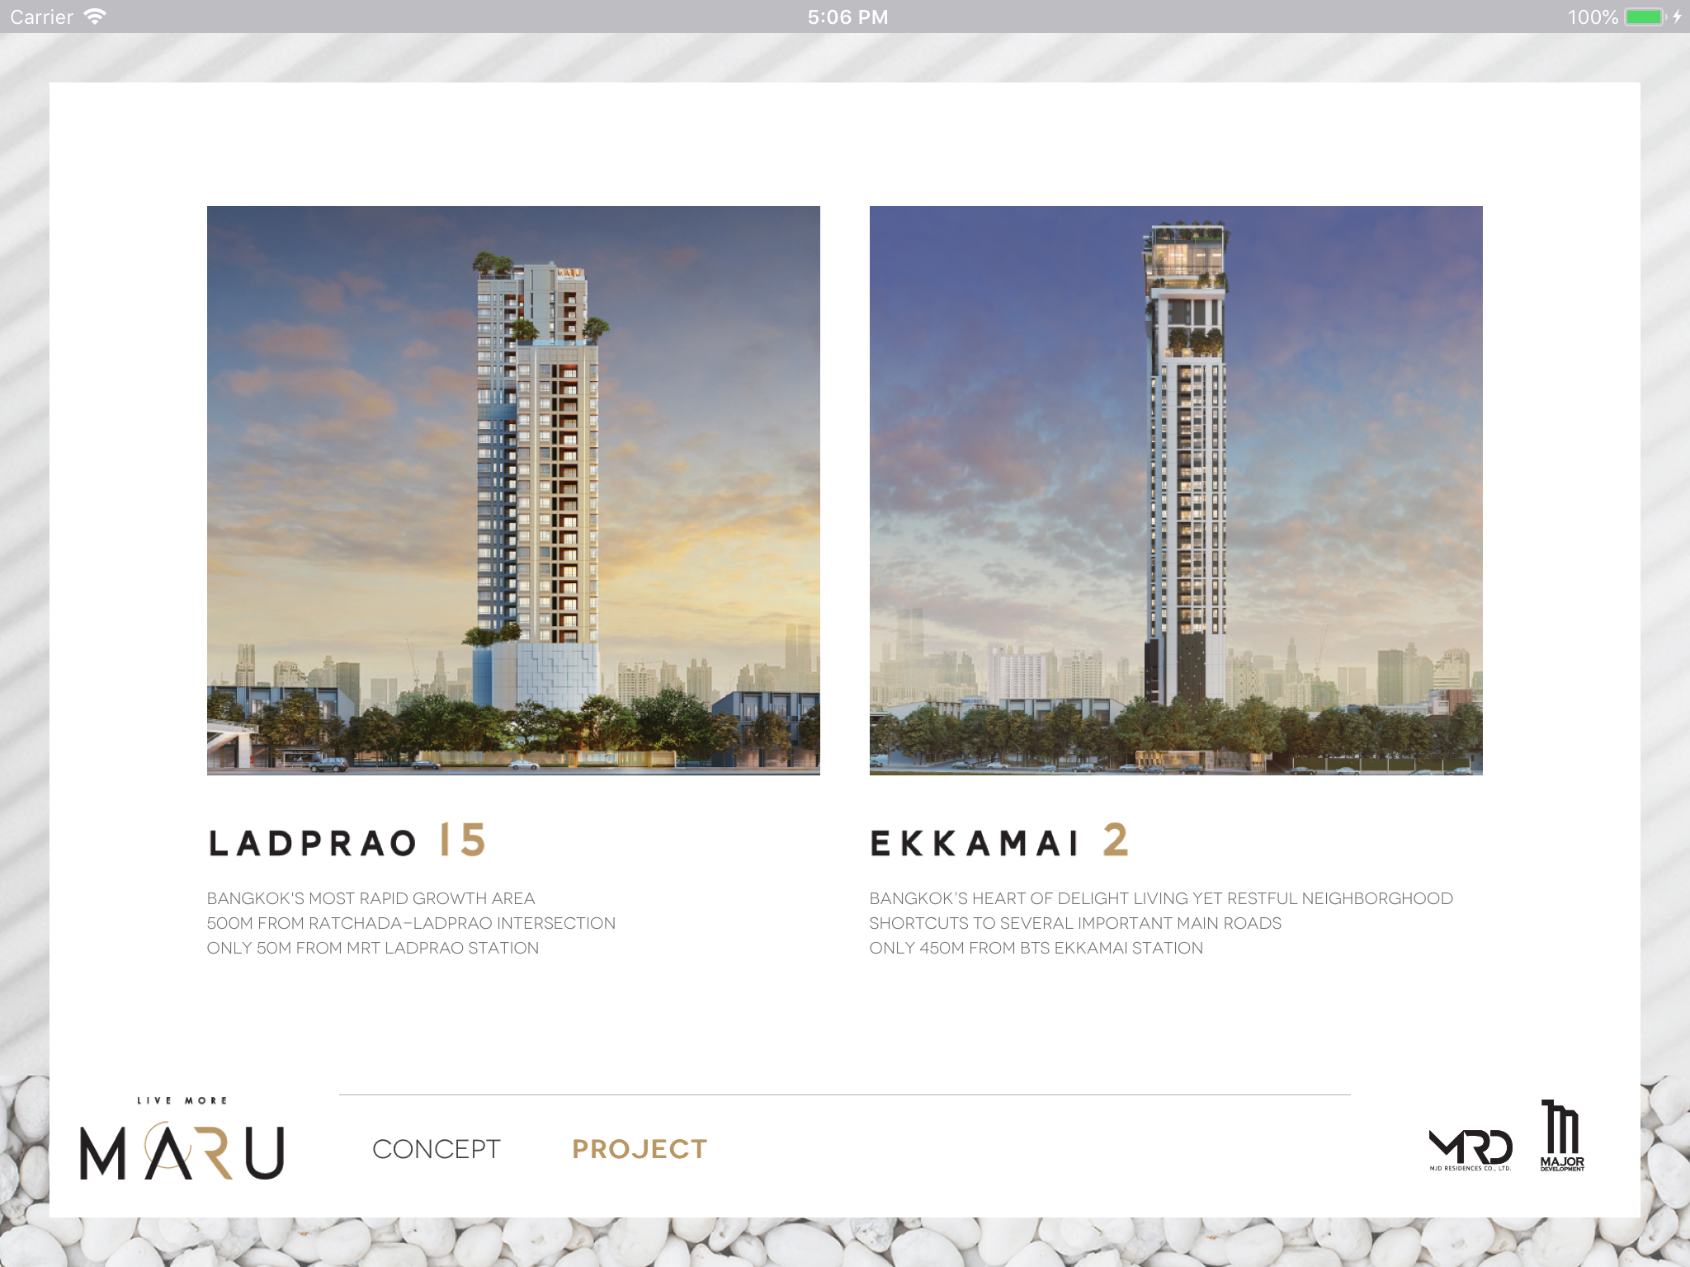 Carrier
5:06 PM
100%
MARU
LADPRAO 15
BANGKOK'S MOST RAPID GROWTH AREA
500M FROM RATCHADA-LADPRAO INTERSECTION
ONLY 50M FROM MRT LADPRAO STATION
EKKAMAI 2
BANGKOK'S HEART OF DELIGHT LIVING YET RESTFUL NEIGHBORGHOOD
SHORTCUTS TO SEVERAL IMPORTANT MAIN ROADS
ONLY 450M FROM BTS EKKAMAI STATION
LIVE MORE
MARU
CONCEPT
PROJECT
MRD
MJD RESIDENCES CO., LTD.
MAJOR
DEVELOPMENT